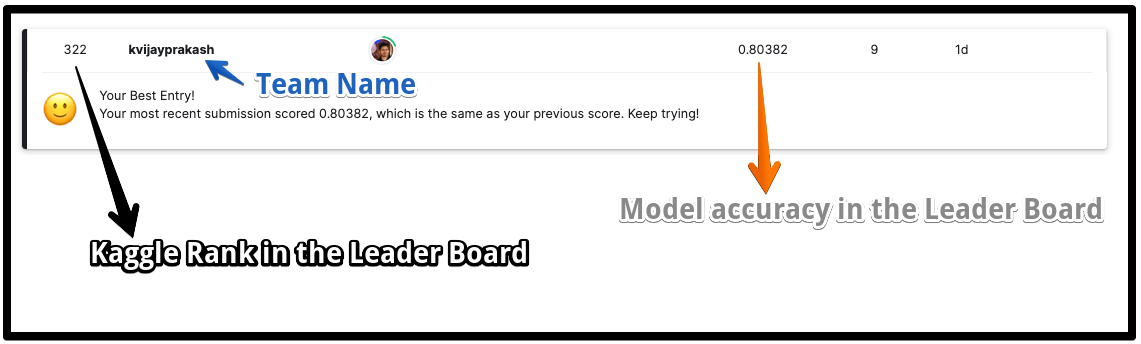 322 kvijayprakash 0.80382 9 1d
Team Name
Your Best Entry!
Your most recent submission scored 0.80382, which is the same as your previous score. Keep trying!
Model accuracy in the Leader Board
Kaggle Rank in the Leader Board